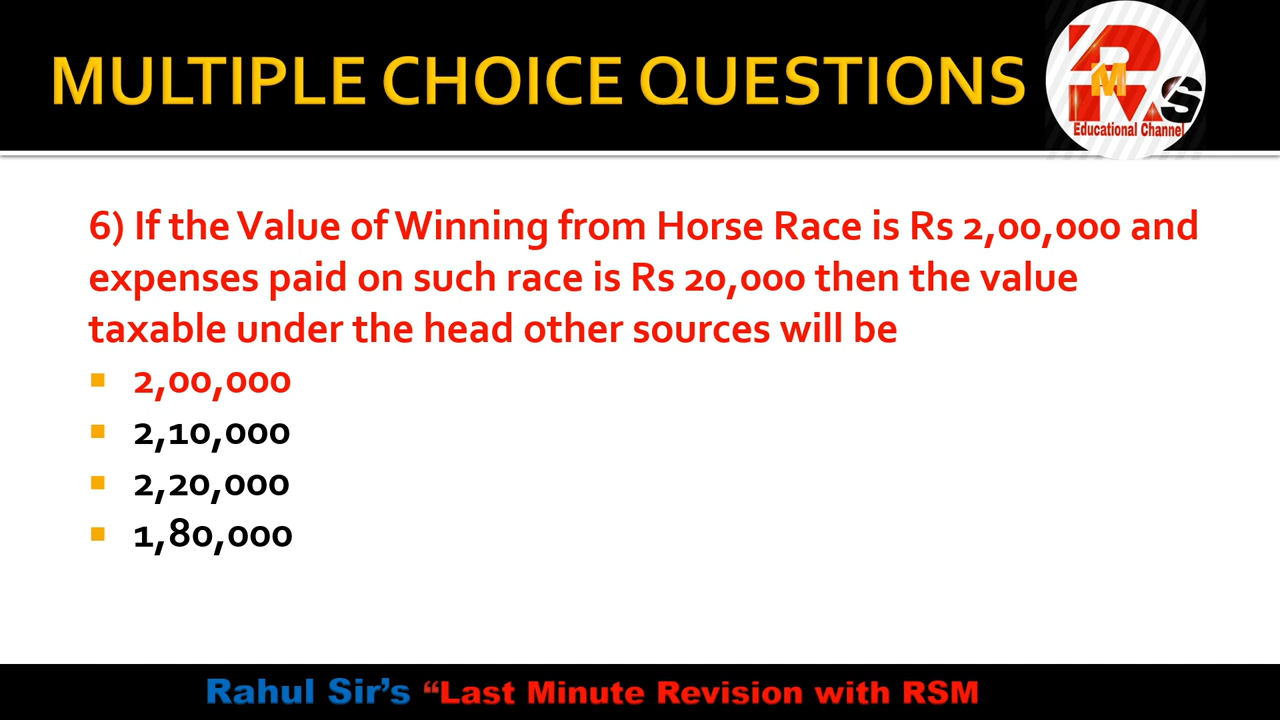 MULTIPLE CHOICE QUESTIONS
RMS
Educational Channel
6) If the Value of Winning from Horse Race is Rs 2,00,000 and
expenses paid on such race is Rs 20,000 then the value
taxable under the head other sources will be
2,00,000
2,10,000
2,20,000
1,80,000
Rahul Sir's “Last Minute Revision with RSM